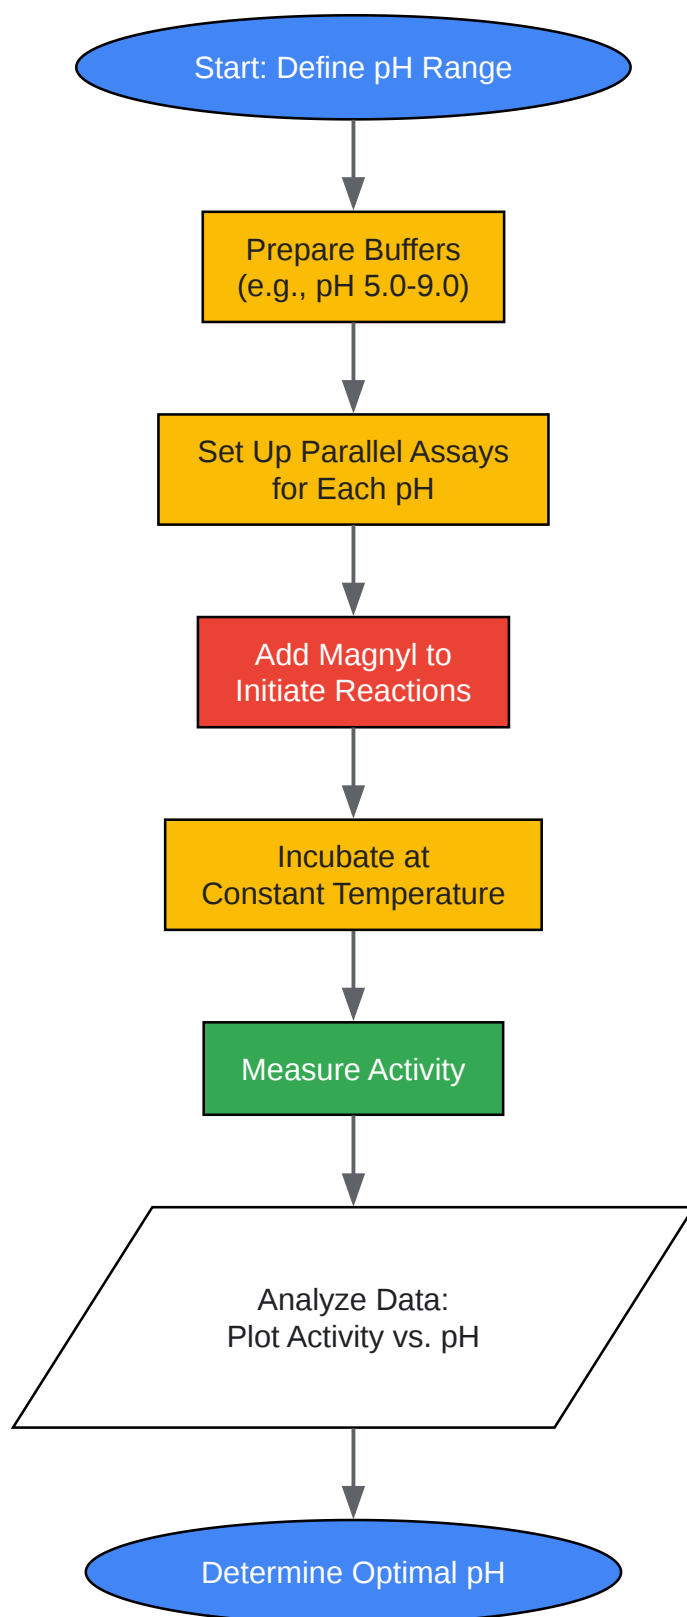 Start: Define pH Range
Prepare Buffers
(e.g., pH 5.0-9.0)
Set Up Parallel Assays
for Each pH
Add Magnyl to
Initiate Reactions
Incubate at
Constant Temperature
Measure Activity
Analyze Data:
Plot Activity vs. pH
Determine Optimal pH